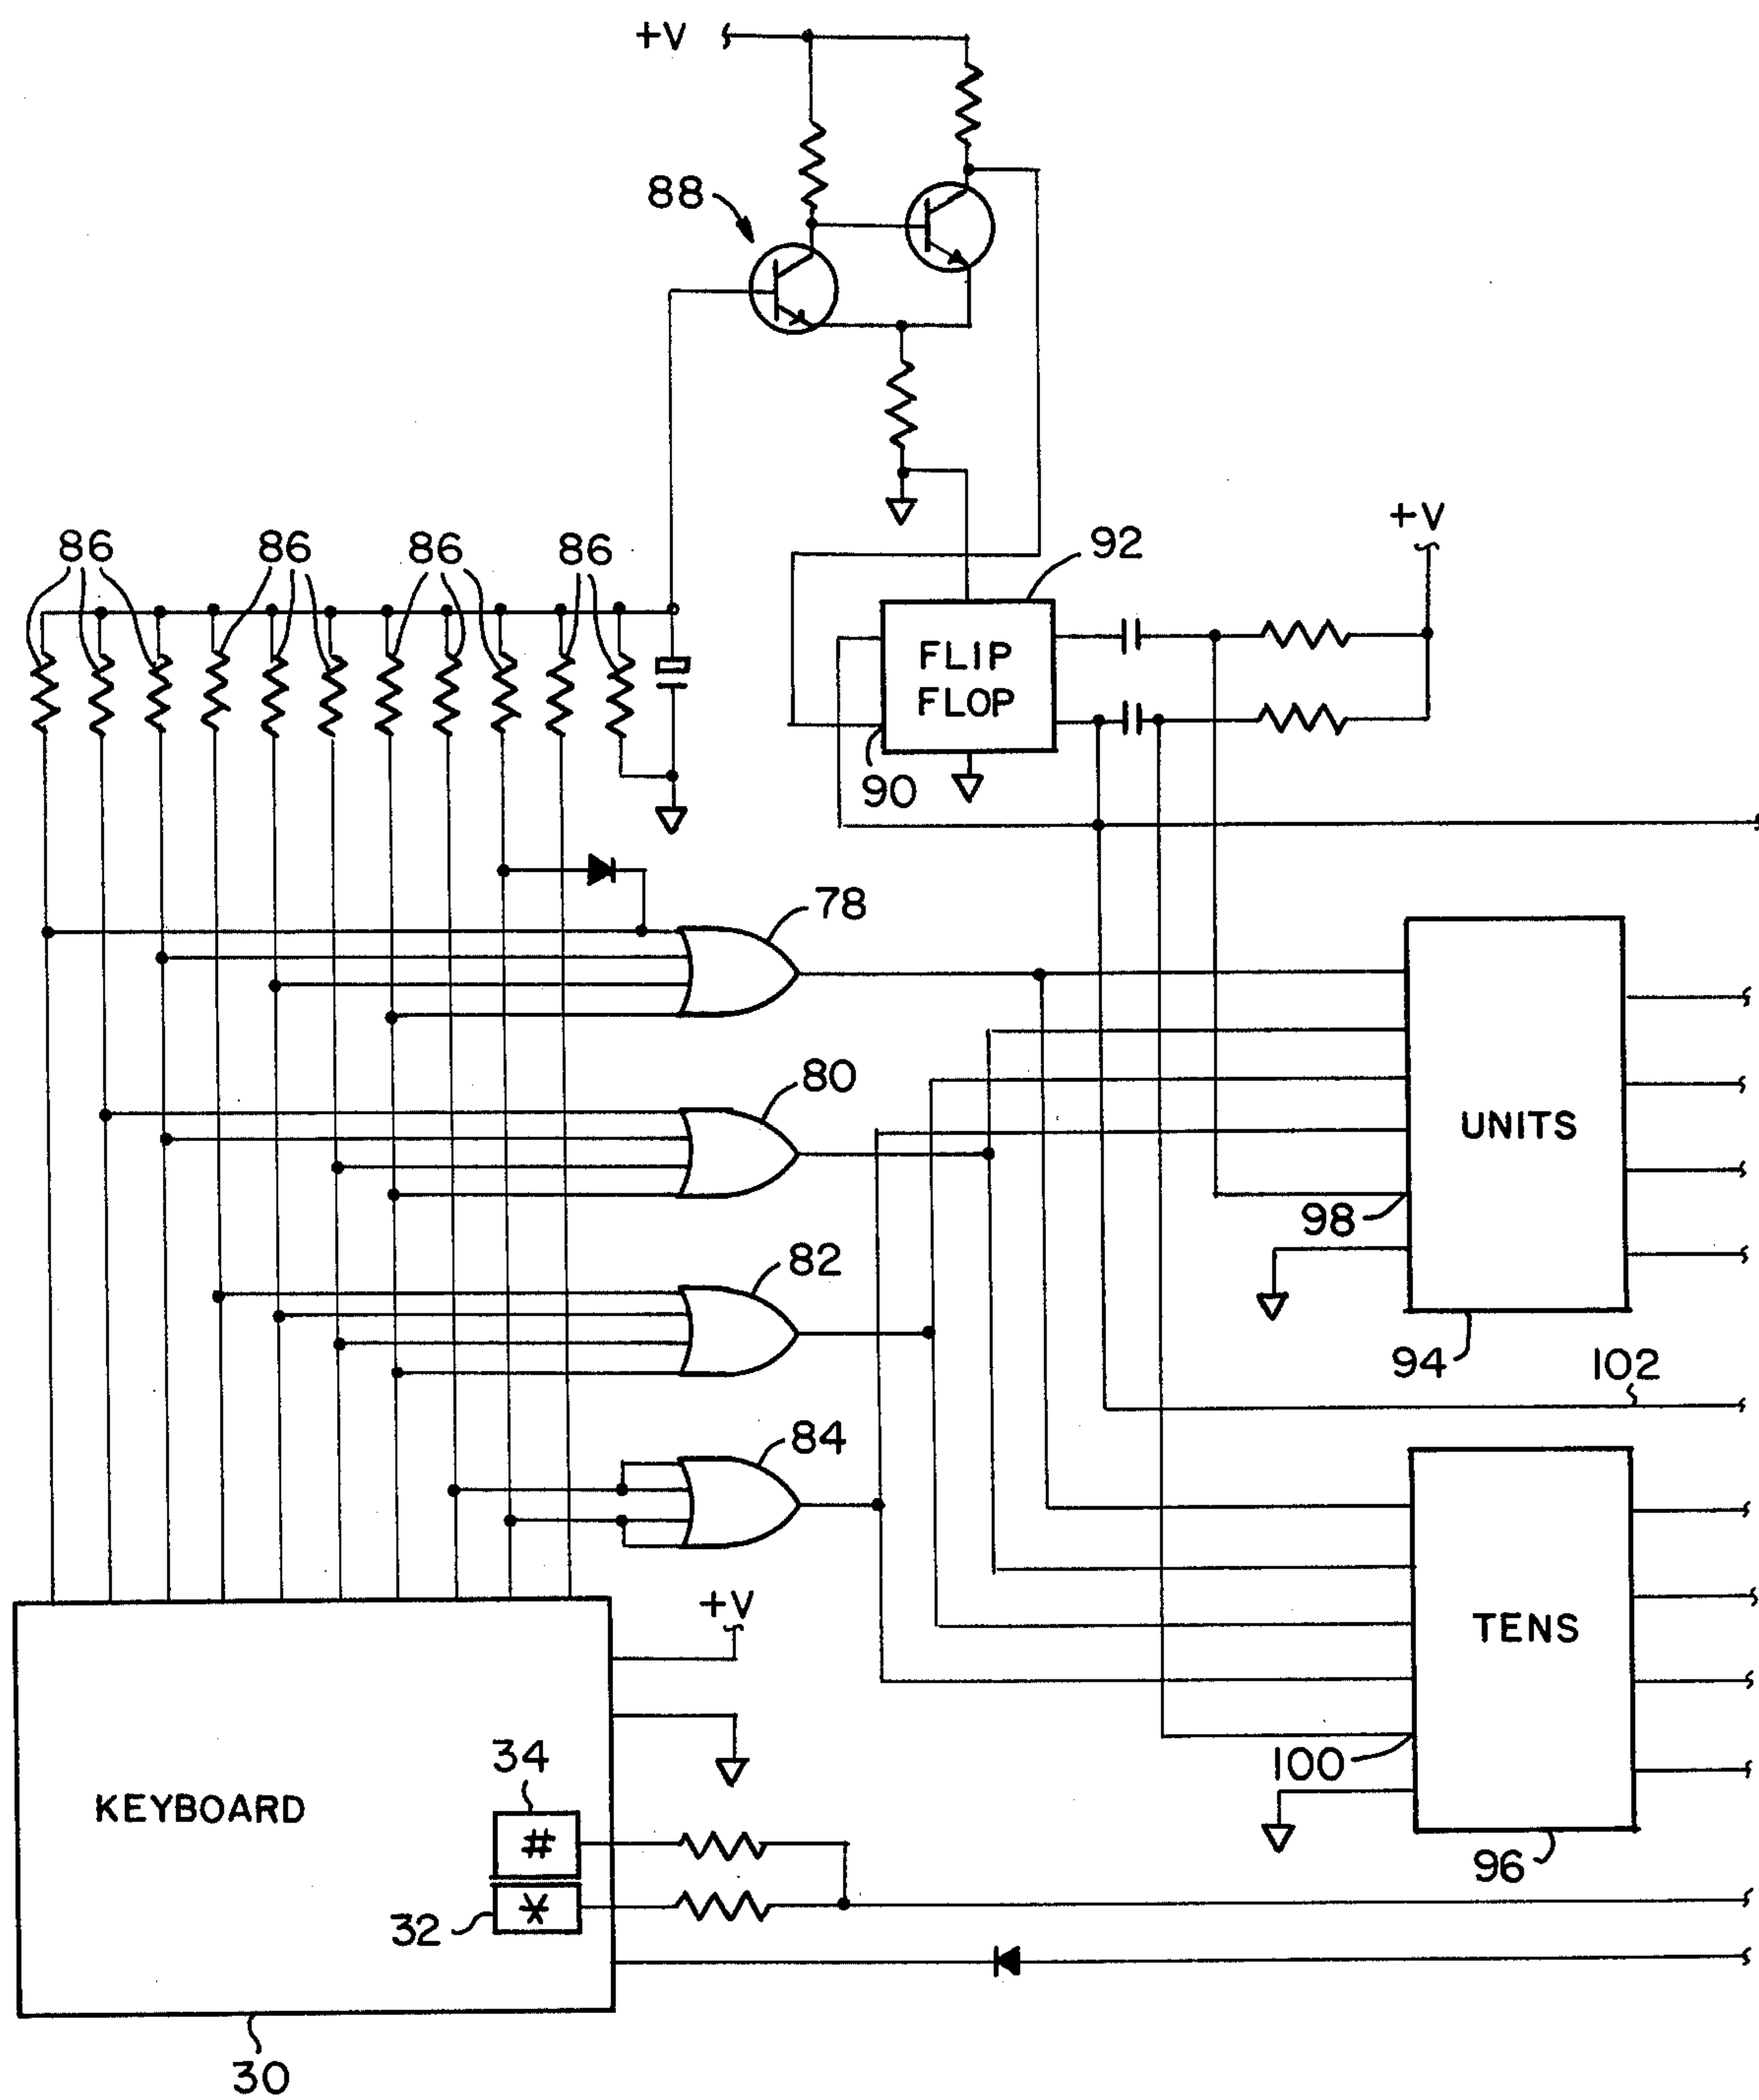 +V
88
+V
92
86 86 86 86
FLIP
FLOP
90
78
80
UNITS
98
82
94
102
84
+V
TENS
34
100
KEYBOARD
#
96
*
32
30